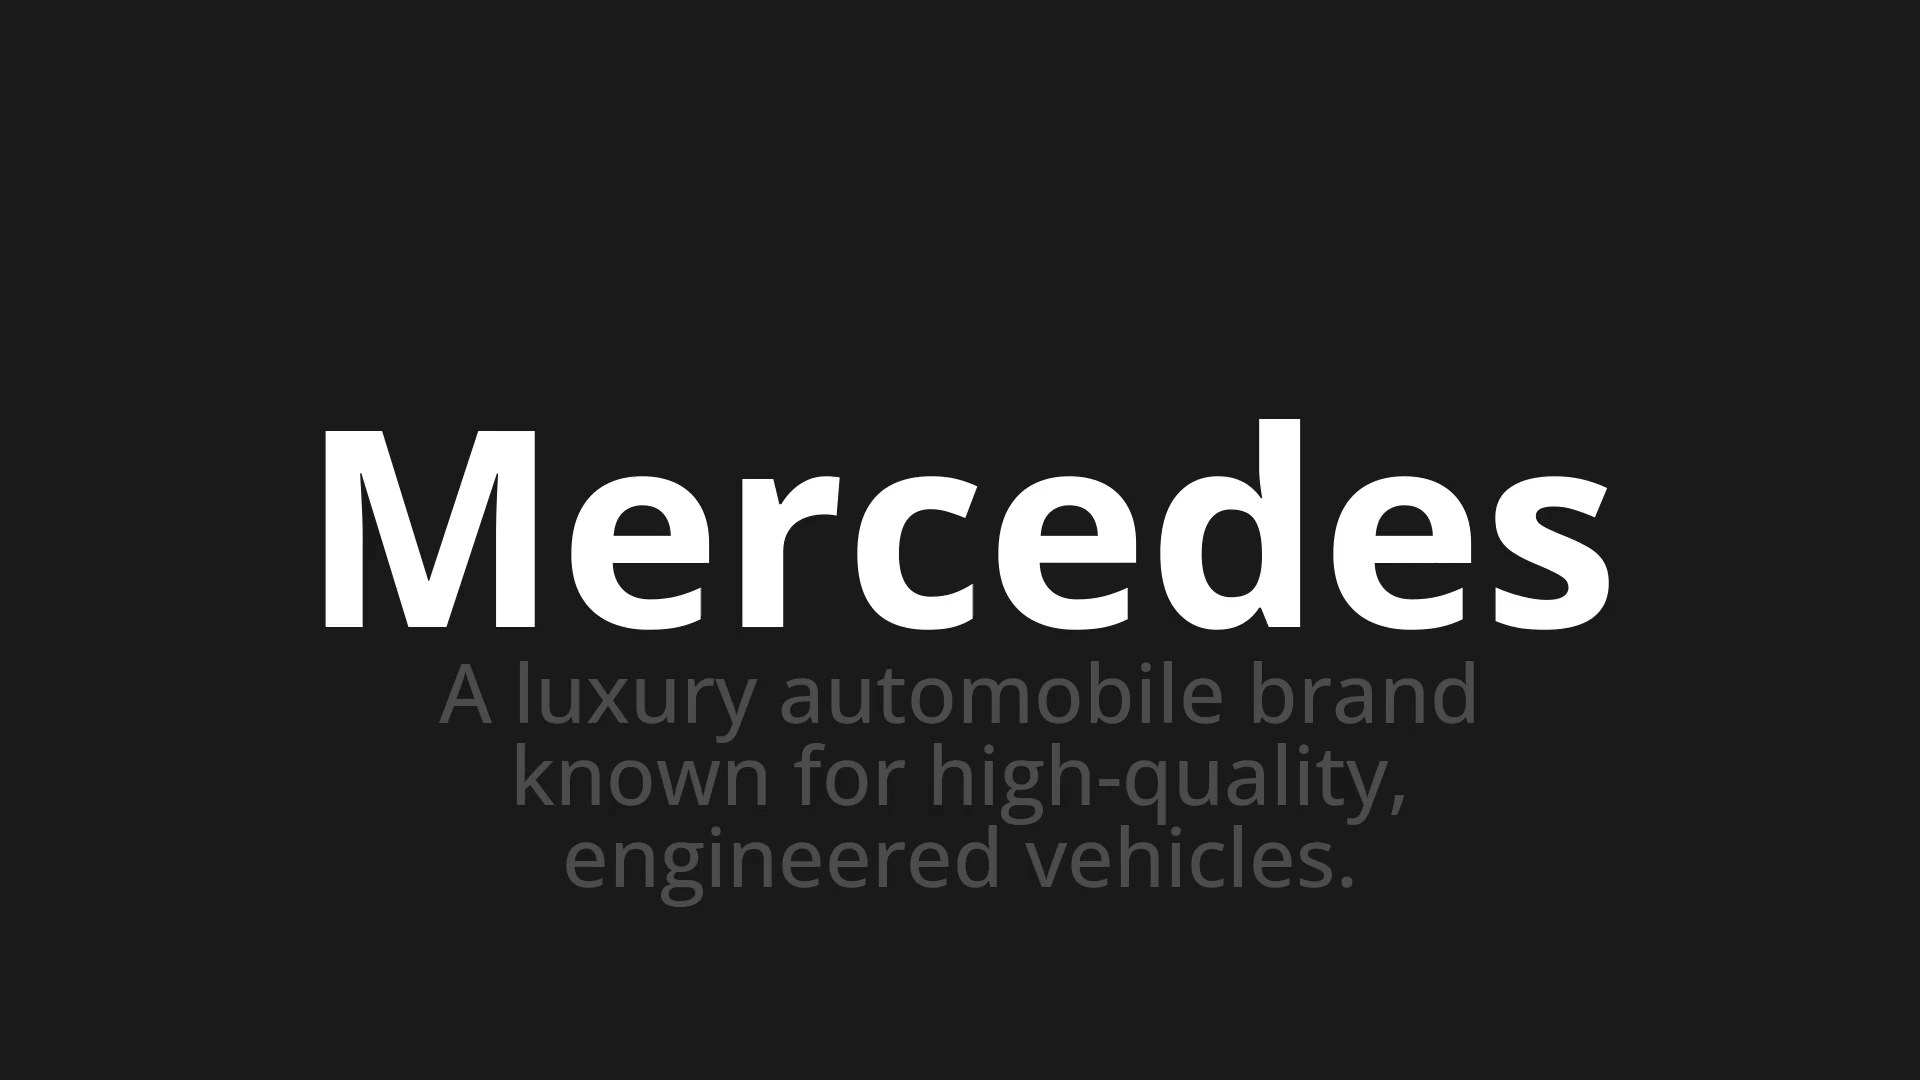 Mercedes
A luxury automobile brand
known for high-quality,
engineered vehicles.